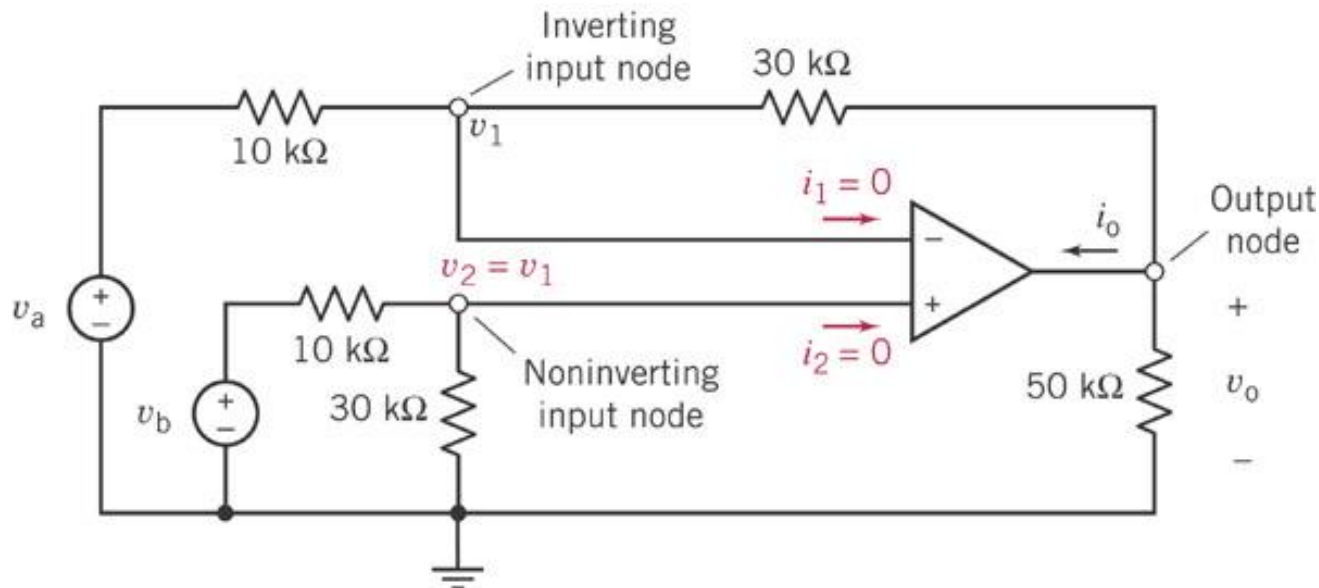 Inverting
input node
30 kΩ
10 kΩ
v1
i1 = 0
Output
node
io
−
v2 = v1
+
−
va
10 kΩ
+
i2 = 0
+
Noninverting
input node
30 kΩ
50 kΩ
vo
vb
+
−
−